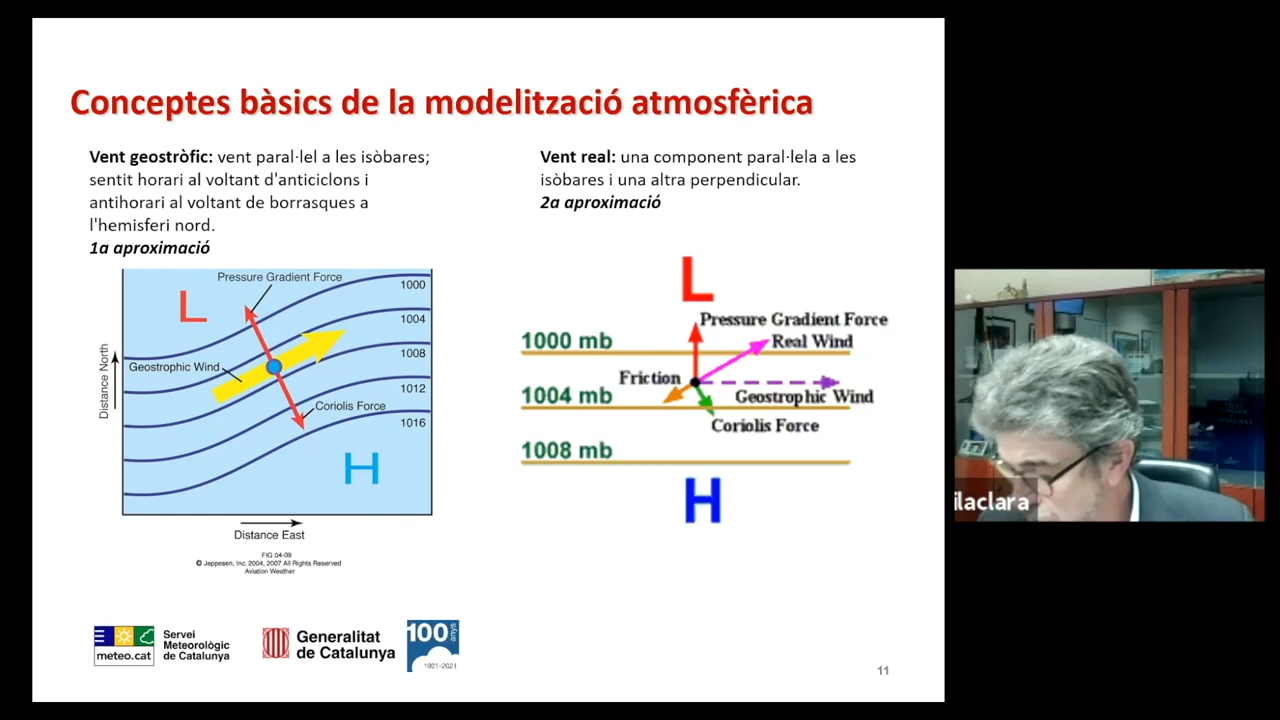 Conceptes bàsics de la modelització atmosfèrica
Vent geostròfic: vent paral·lel a les isòbares;
sentit horari al voltant d'anticiclons i
antihorari al voltant de borrasques a
l'hemisferi nord.
1a aproximació
Pressure Gradient Force
L
1000
1004
1008
1012
1016
Geostrophic Wind
Coriolis Force
H
Distance North
Distance East
FIG 04-09
© Jeppesen, Inc. 2004, 2007 All Rights Reserved
Aviation Weather
Vent real: una component paral·lela a les
isòbares i una altra perpendicular.
2a aproximació
L
Pressure Gradient Force
1000 mb
Real Wind
Friction
1004 mb
Geostrophic Wind
Coriolis Force
1008 mb
H
meteo.cat
Servei
Meteorològic
de Catalunya
Generalitat
de Catalunya
100 anys
1921-2021
11
ilaclara